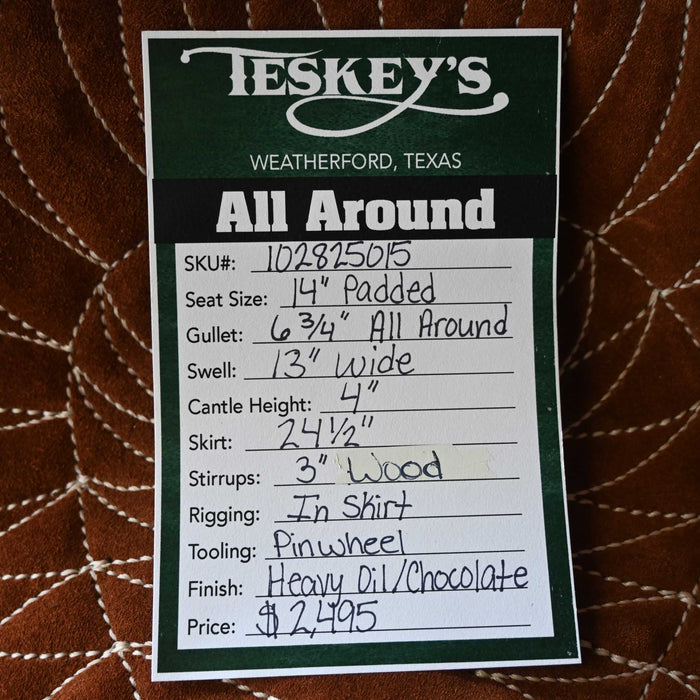 TESKEY'S
WEATHERFORD, TEXAS
All Around
SKU#: 102825015
Seat Size: 14" Padded
Gullet: 6 3/4" All Around
Swell: 13" wide
Cantle Height: 4"
Skirt: 24 1/2"
Stirrups: 3" Wood
Rigging: In Skirt
Tooling: Pinwheel
Finish: Heavy Oil/Chocolate
Price: $2,495